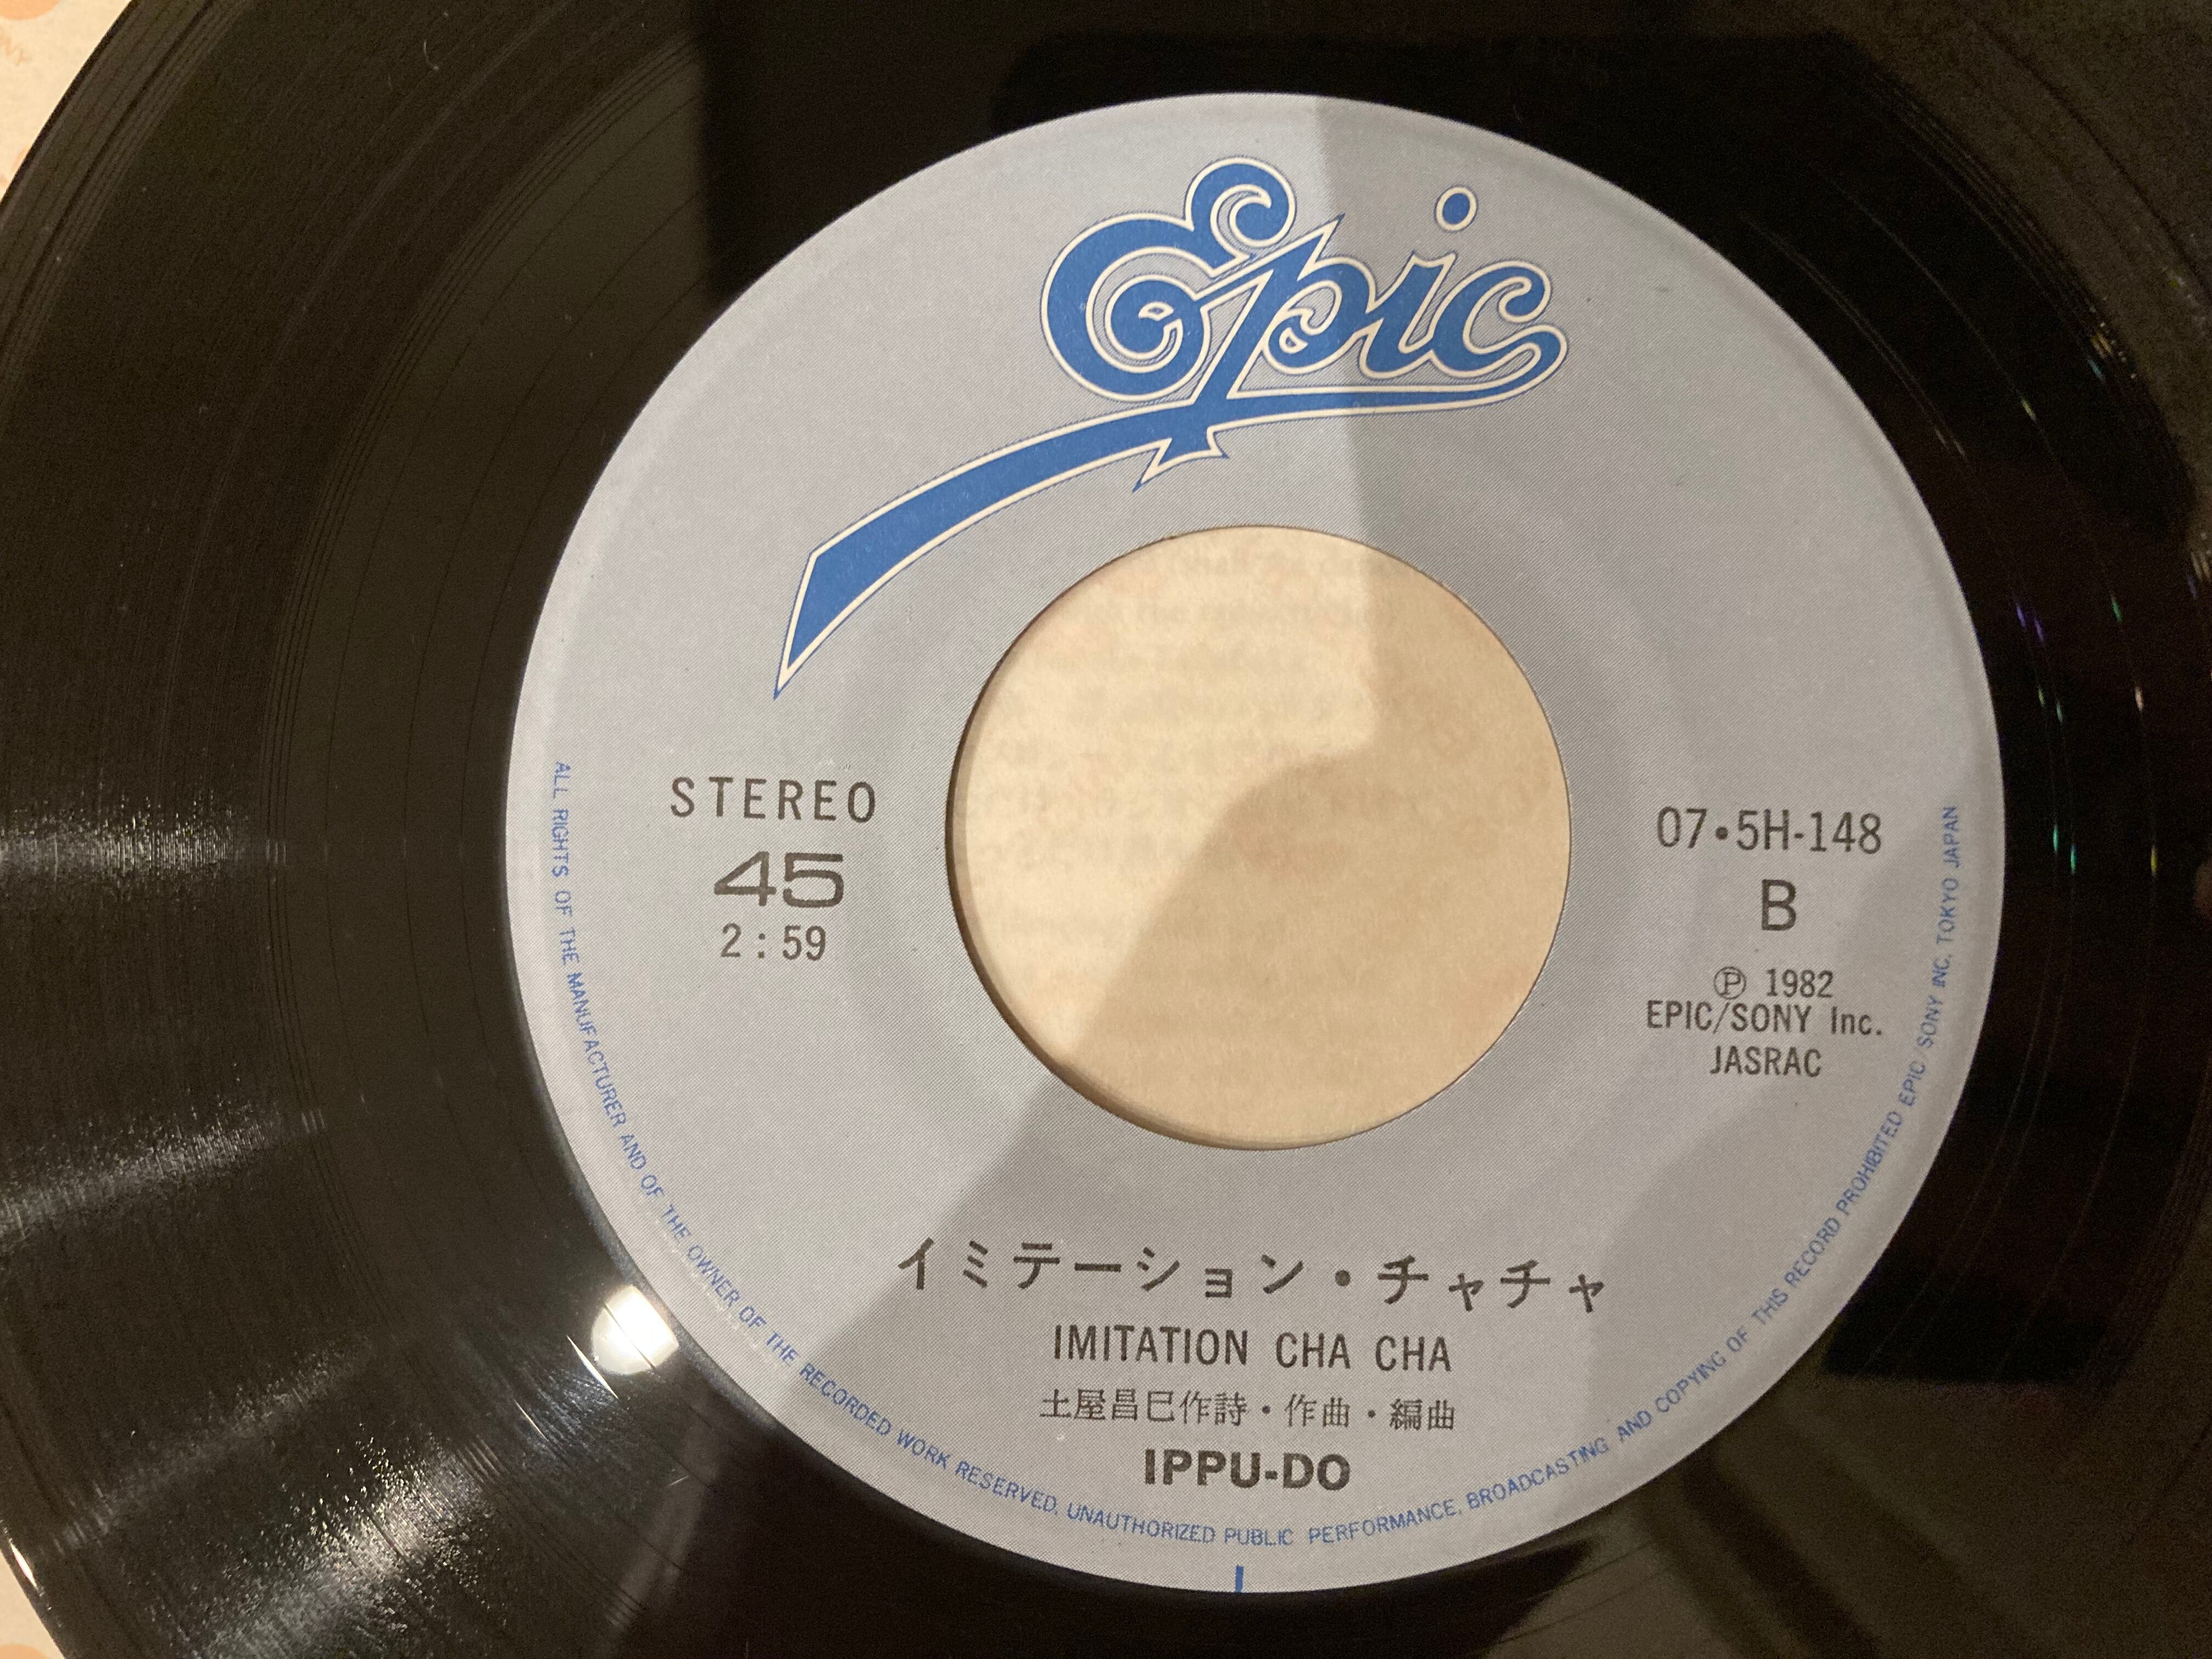 Epic
STEREO
45
2:59
07•5H-148
B
Ⓟ 1982
EPIC/SONY Inc.
JASRAC
イミテーション・チャチャ
IMITATION CHA CHA
土屋昌巳作詩・作曲・編曲
IPPU-DO
ALL RIGHTS OF THE MANUFACTURER AND OF THE OWNER OF THE RECORDED WORK RESERVED, UNAUTHORIZED PUBLIC PERFORMANCE, BROADCASTING AND COPYING OF THIS RECORD PROHIBITED EPIC/SONY INC. TOKYO JAPAN